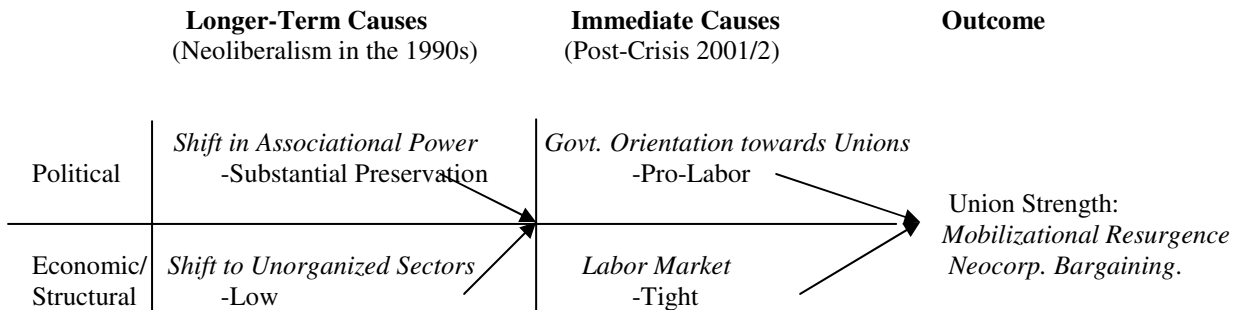 Longer-Term Causes Immediate Causes Outcome
(Neoliberalism in the 1990s) (Post-Crisis 2001/2)
Shift in Associational Power Govt. Orientation towards Unions
Political -Substantial Preservation -Pro-Labor
Union Strength:
Mobilizational Resurgence
Economic/ Shift to Unorganized Sectors Labor Market Neocorp. Bargaining.
Structural -Low -Tight